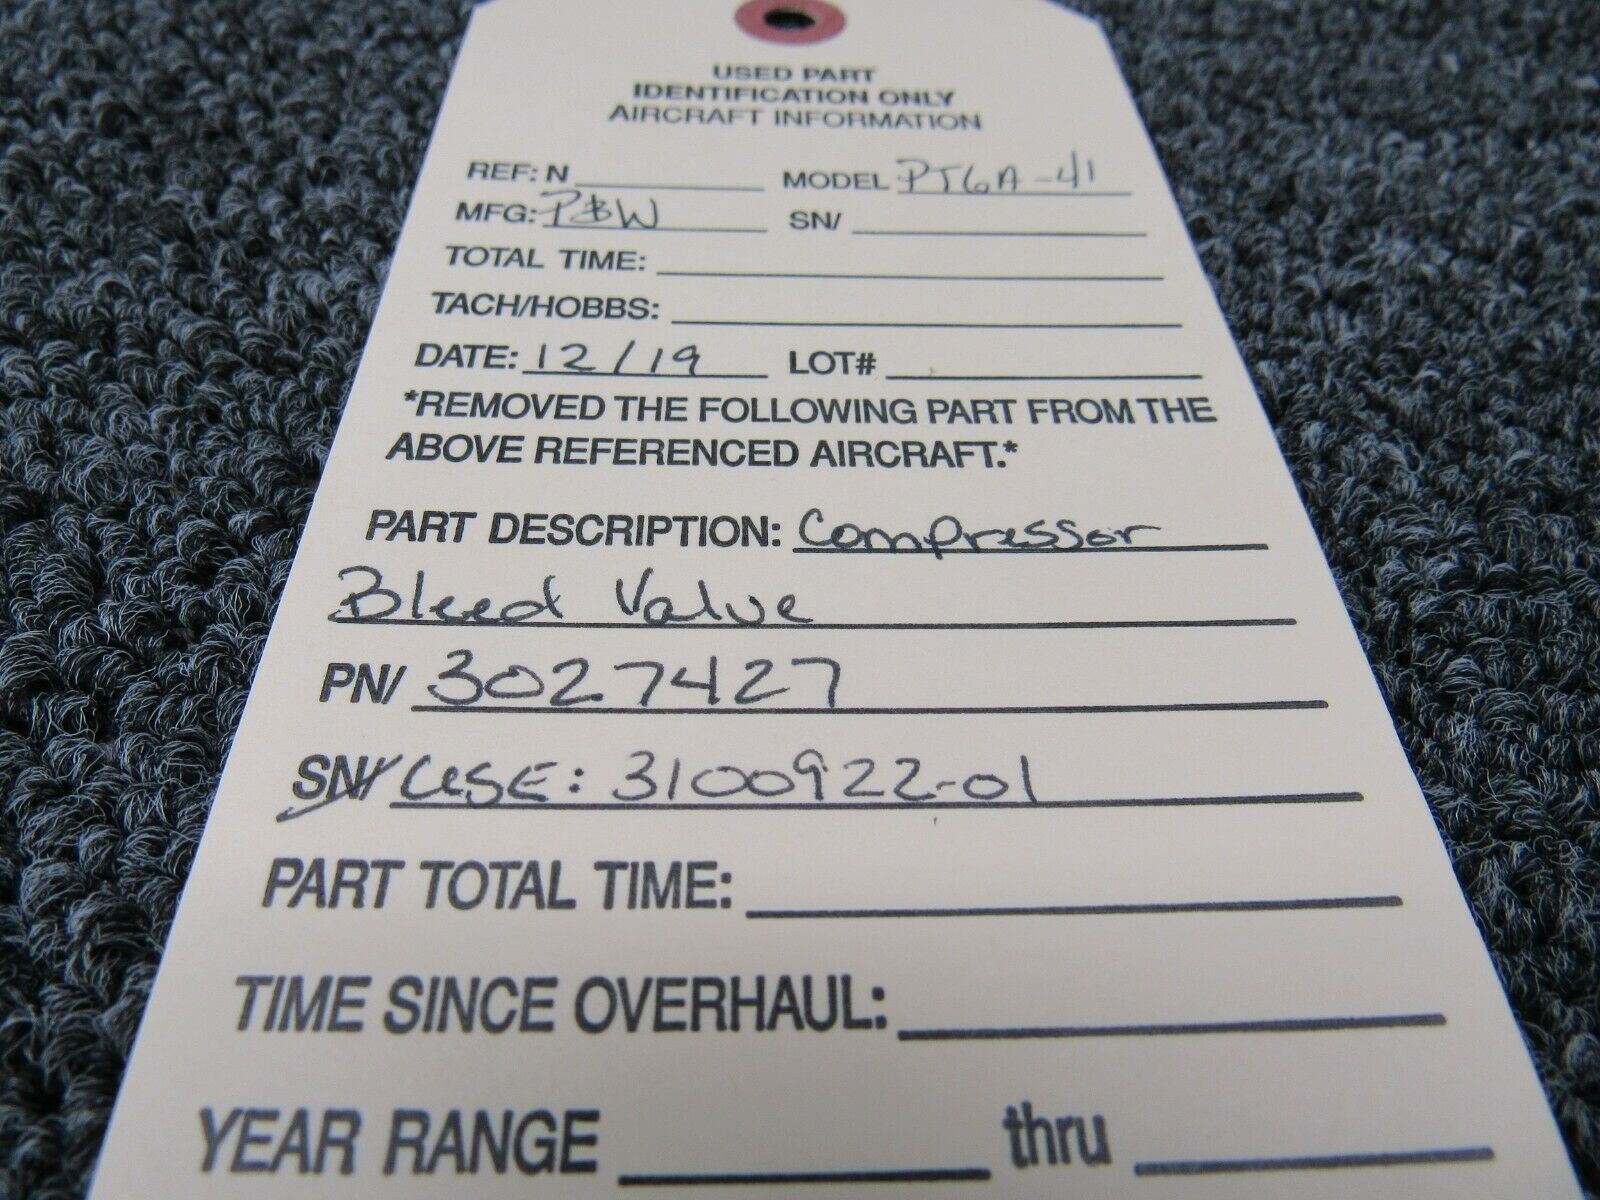 USED PART
IDENTIFICATION ONLY
AIRCRAFT INFORMATION
REF: N MODEL PT6A-41
MFG: P&W SN/
TOTAL TIME:
TACH/HOBBS:
DATE: 12/19 LOT#
*REMOVED THE FOLLOWING PART FROM THE
ABOVE REFERENCED AIRCRAFT.*
PART DESCRIPTION: Compressor
Bleed Valve
PN/ 3027427
SN/ USE: 3100922-01
PART TOTAL TIME:
TIME SINCE OVERHAUL:
YEAR RANGE thru